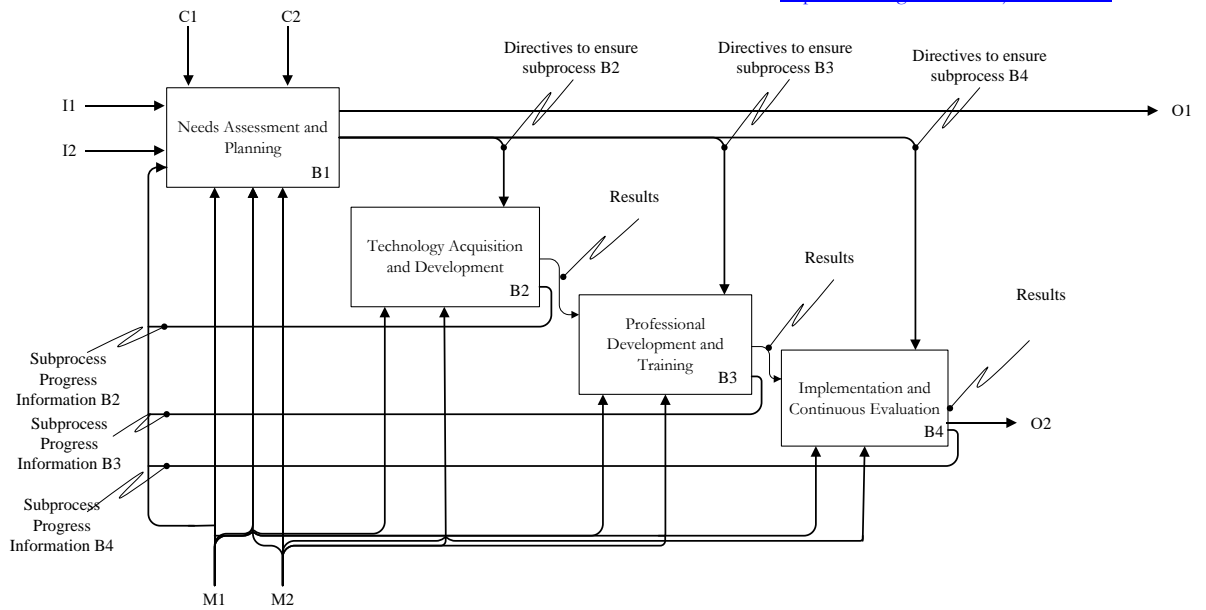 C1
C2
Directives to ensure
subprocess B2
Directives to ensure
subprocess B3
Directives to ensure
subprocess B4
I1
O1
Needs Assessment and
Planning
B1
I2
Results
Technology Acquisition
and Development
B2
Results
Results
Professional
Development and
Training
B3
Subprocess
Progress
Information B2
Implementation and
Continuous Evaluation
B4
O2
Subprocess
Progress
Information B3
Subprocess
Progress
Information B4
M1
M2